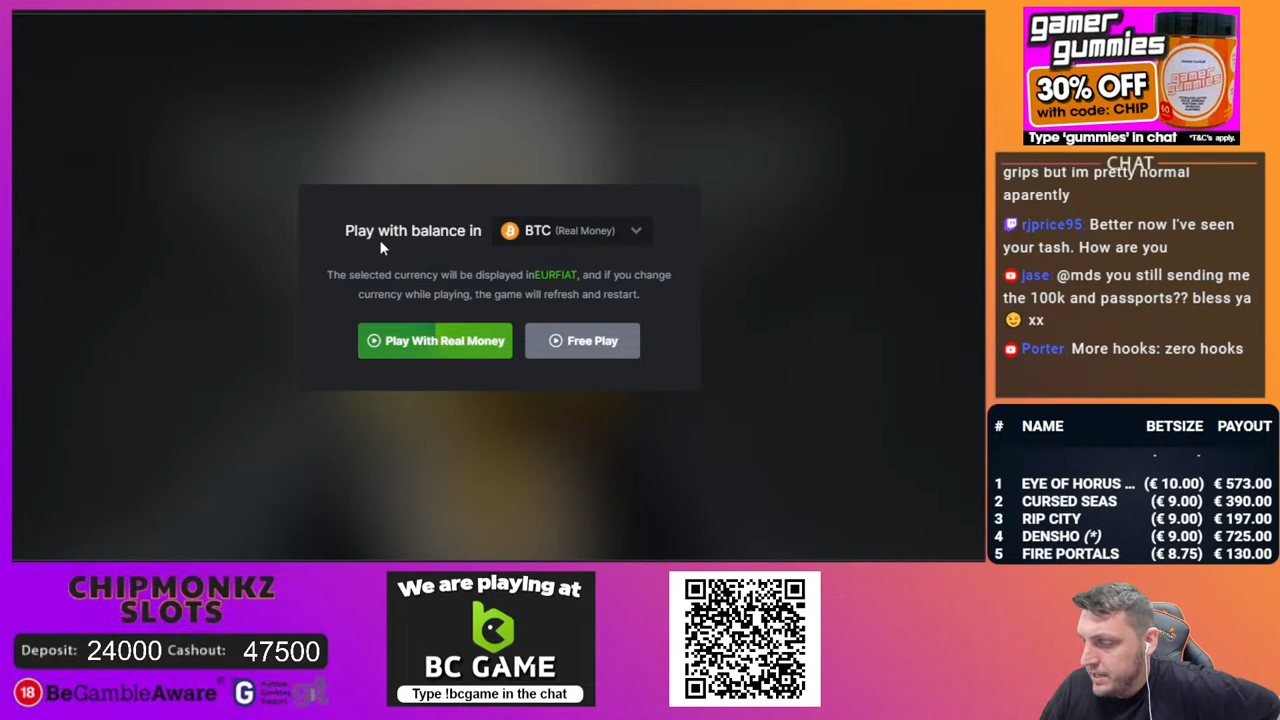 Play with balance in BTC (Real Money)
The selected currency will be displayed inEURFIAT, and if you change
currency while playing, the game will refresh and restart.
Play With Real Money
Free Play
gamer
gummies
30% OFF
with code: CHIP
gamer
gummies
60
Type 'gummies' in chat *T&C's apply.
CHAT
grips but im pretty normal
aparently
rjprice95: Better now I've seen
your tash. How are you
jase: @mds you still sending me
the 100k and passports?? bless ya
😉 xx
Porter: More hooks: zero hooks
# NAME BETSIZE PAYOUT
1 EYE OF HORUS ... (€ 10.00) € 573.00
2 CURSED SEAS (€ 9.00) € 390.00
3 RIP CITY (€ 9.00) € 197.00
4 DENSHO (*) (€ 9.00) € 725.00
5 FIRE PORTALS (€ 8.75) € 130.00
CHIPMONKZ
SLOTS
Deposit: 24000 Cashout: 47500
18 BeGambleAware
We are playing at
BC GAME
Type !bcgame in the chat